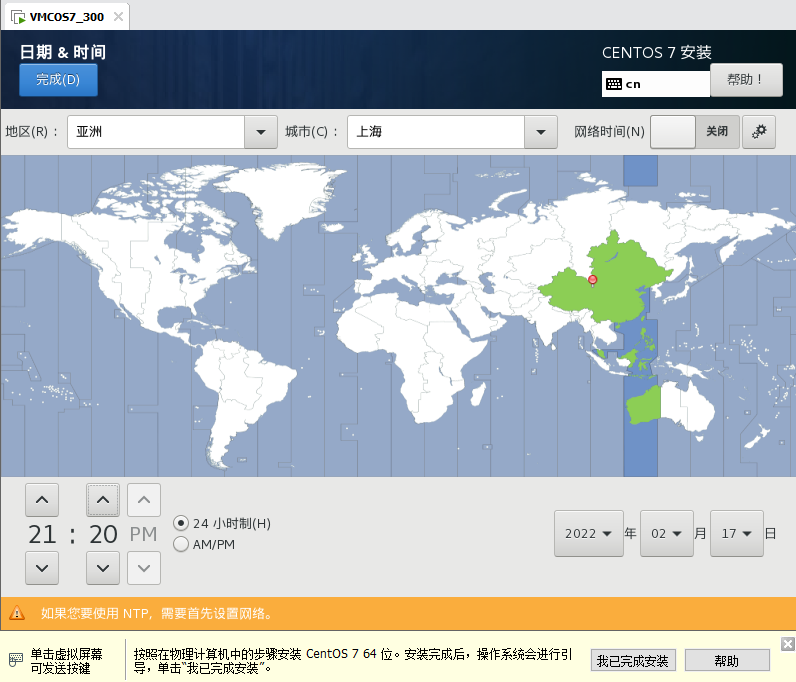 VMCOS7_300
日期 & 时间
CENTOS 7 安装
完成(D)
cn
帮助！
地区(R)：
亚洲
城市(C)：
上海
网络时间(N)
关闭
21 : 20 PM
24 小时制(H)
AM/PM
2022 年 02 月 17 日
如果您要使用 NTP，需要首先设置网络。
单击虚拟屏幕
可发送按键
按照在物理计算机中的步骤安装 CentOS 7 64 位。安装完成后，操作系统会进行引
导，单击“我已完成安装”。
我已完成安装
帮助